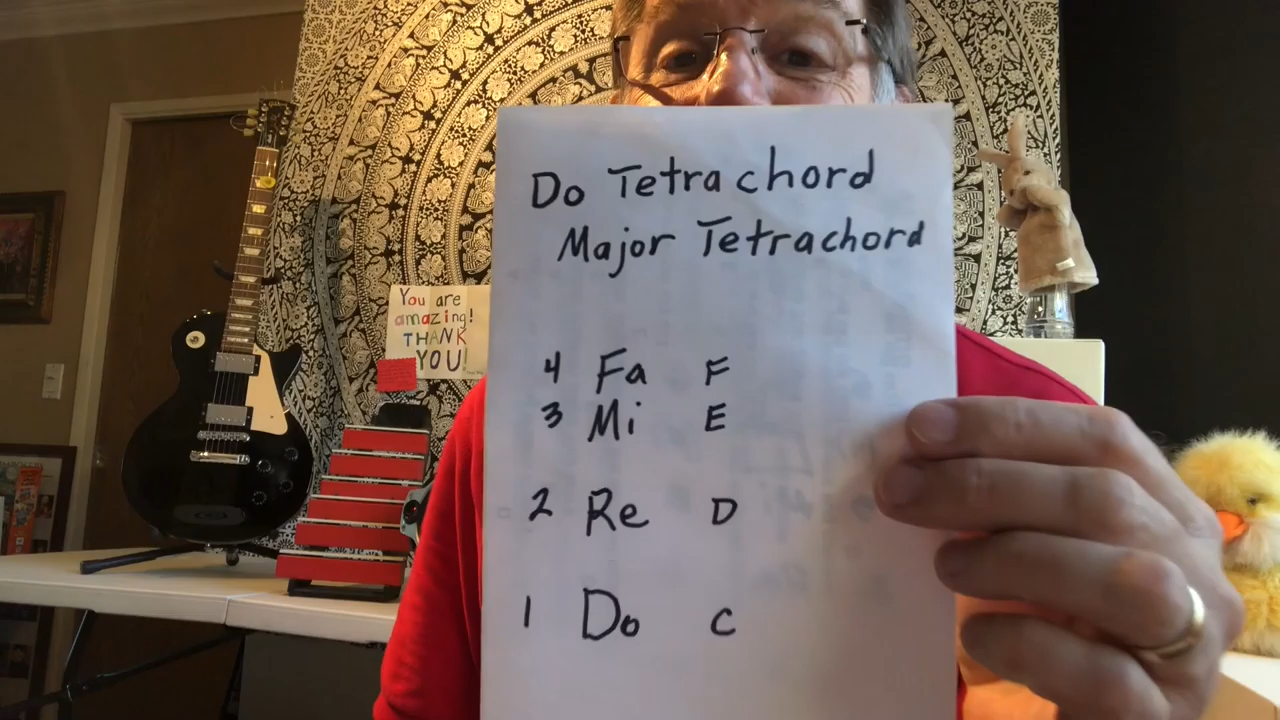 Do Tetrachord
Major Tetrachord
4 Fa F
3 Mi E
2 Re D
1 Do C
You are
amazing!
THANK
YOU!